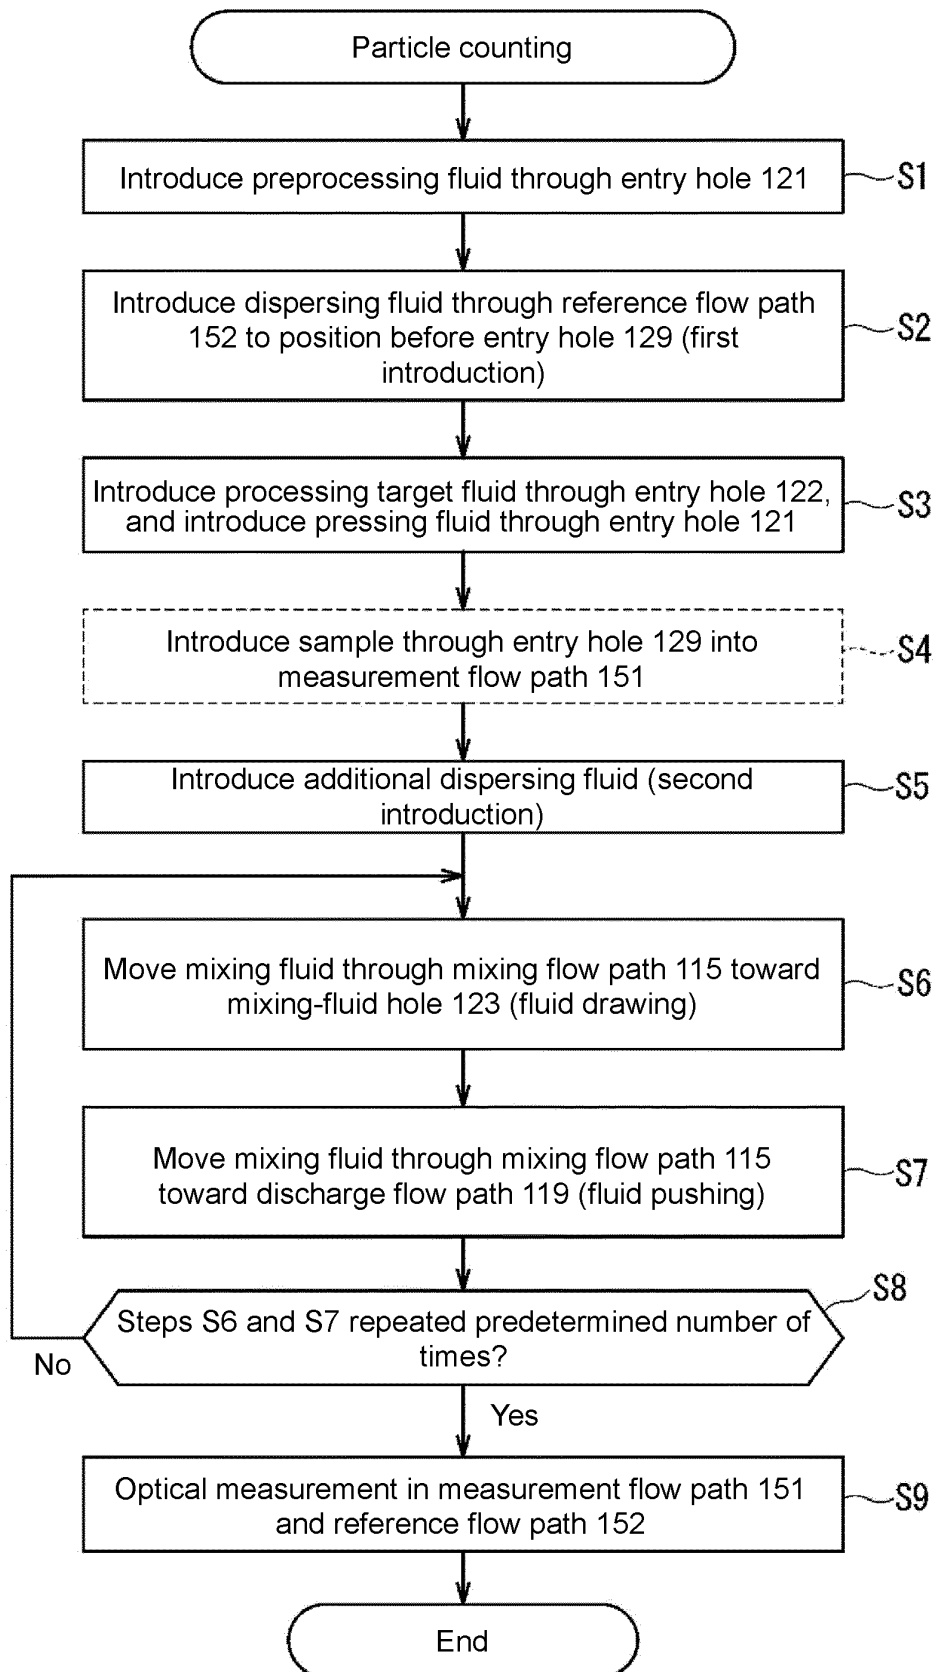 Particle counting
Introduce preprocessing fluid through entry hole 121
S1
Introduce dispersing fluid through reference flow path
152 to position before entry hole 129 (first
introduction)
S2
Introduce processing target fluid through entry hole 122,
and introduce pressing fluid through entry hole 121
S3
Introduce sample through entry hole 129 into
measurement flow path 151
S4
Introduce additional dispersing fluid (second
introduction)
S5
Move mixing fluid through mixing flow path 115 toward
mixing-fluid hole 123 (fluid drawing)
S6
Move mixing fluid through mixing flow path 115
toward discharge flow path 119 (fluid pushing)
S7
Steps S6 and S7 repeated predetermined number of
times?
S8
No
Yes
Optical measurement in measurement flow path 151
and reference flow path 152
S9
End